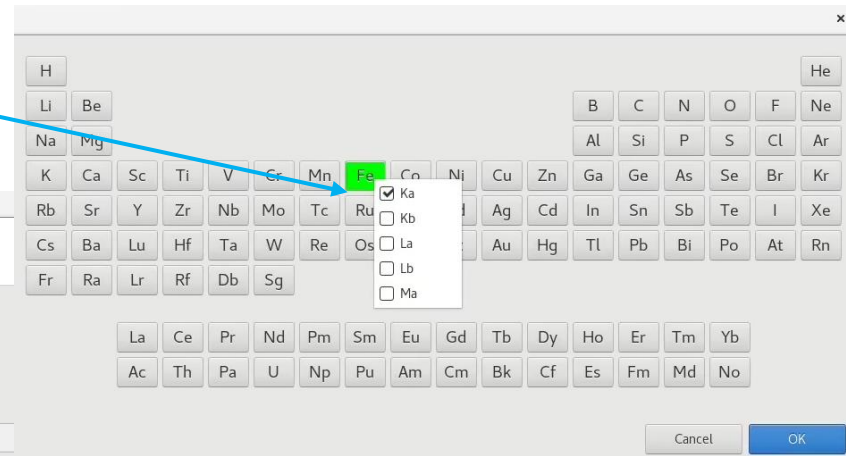 ×
H He
Li Be B C N O F Ne
Na Mg Al Si P S Cl Ar
K Ca Sc Ti V Cr Mn Fe Co Ni Cu Zn Ga Ge As Se Br Kr
Ka
Rb Sr Y Zr Nb Mo Tc Ru Ag Cd In Sn Sb Te I Xe
Kb
Cs Ba Lu Hf Ta W Re Os Au Hg Tl Pb Bi Po At Rn
La
Lb
Fr Ra Lr Rf Db Sg
Ma
La Ce Pr Nd Pm Sm Eu Gd Tb Dy Ho Er Tm Yb
Ac Th Pa U Np Pu Am Cm Bk Cf Es Fm Md No
Cancel OK